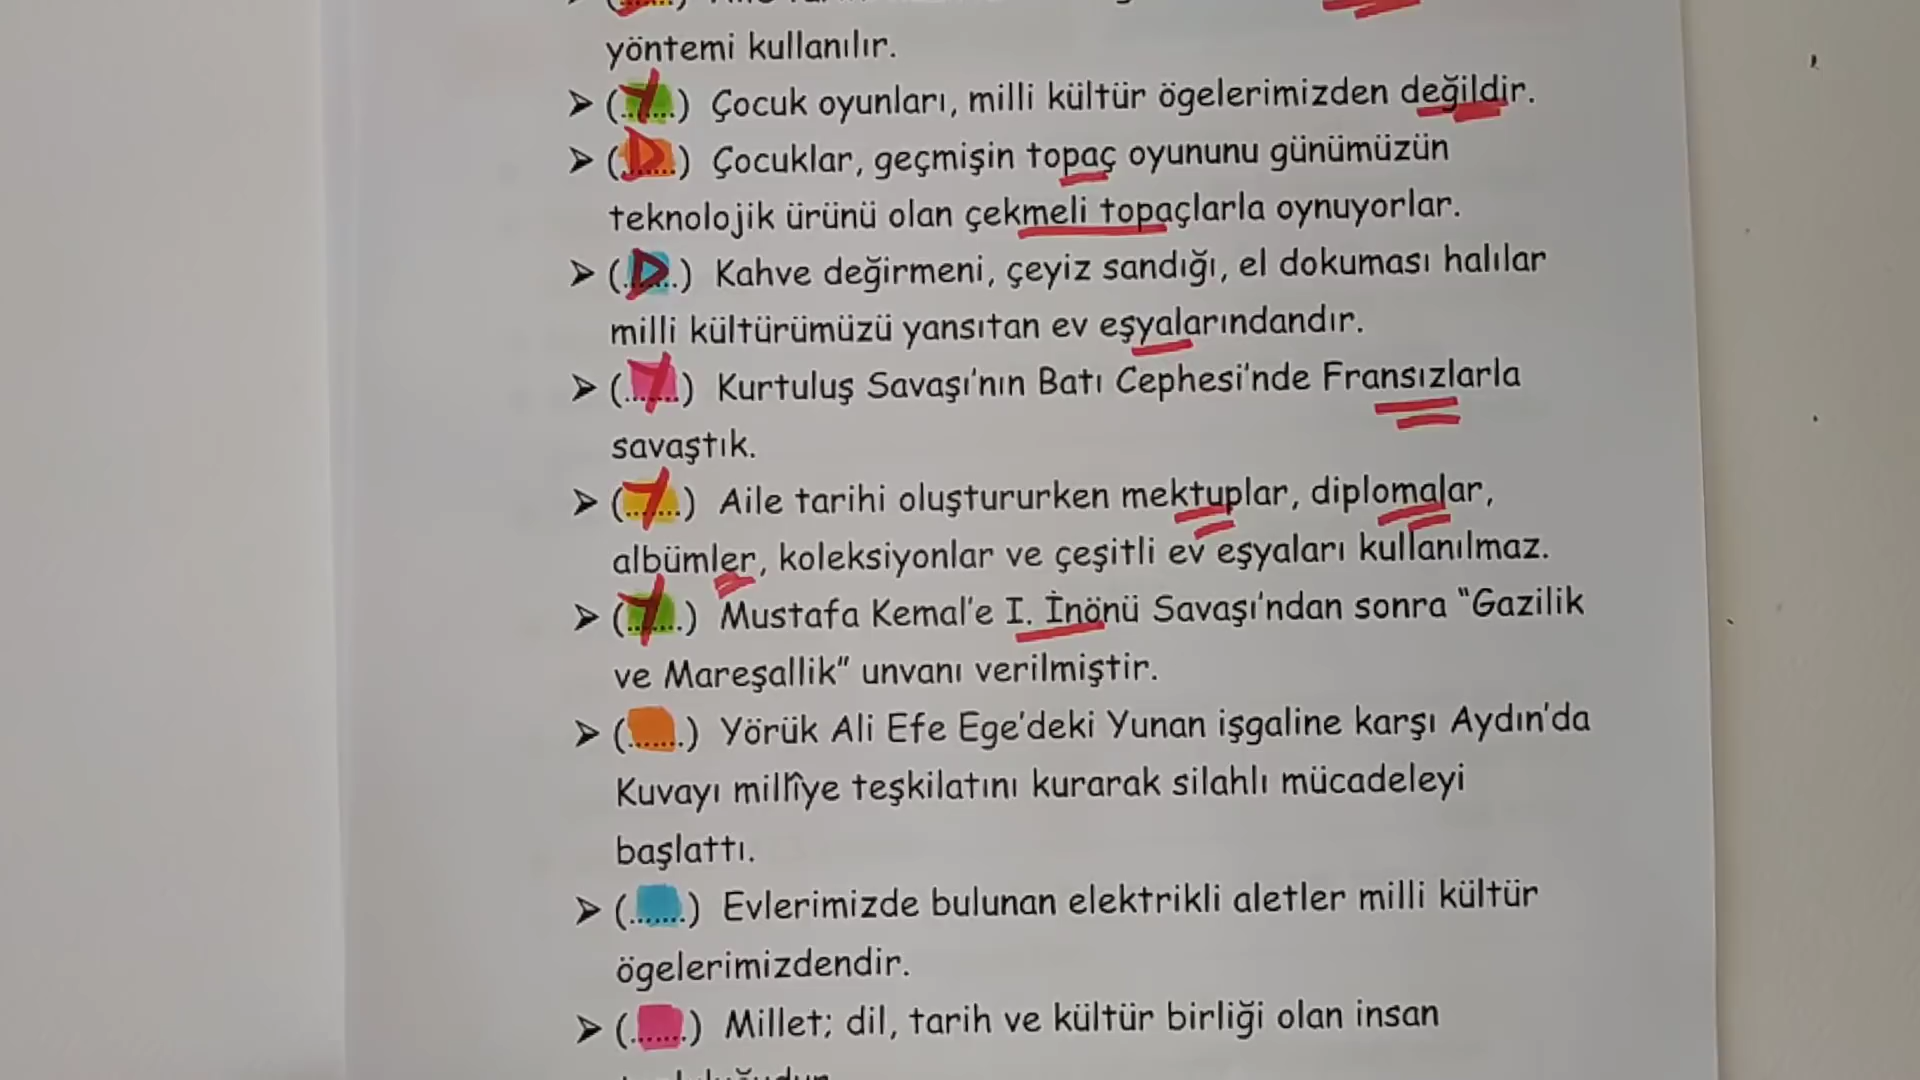 yöntemi kullanılır.
➤ (Y) Çocuk oyunları, milli kültür ögelerimizden değildir.
➤ (D) Çocuklar, geçmişin topaç oyununu günümüzün
teknolojik ürünü olan çekmeli topaçlarla oynuyorlar.
➤ (D) Kahve değirmeni, çeyiz sandığı, el dokuması halılar
milli kültürümüzü yansıtan ev eşyalarındandır.
➤ (Y) Kurtuluş Savaşı'nın Batı Cephesi'nde Fransızlarla
savaştık.
➤ (Y) Aile tarihi oluştururken mektuplar, diplomalar,
albümler, koleksiyonlar ve çeşitli ev eşyaları kullanılmaz.
➤ (Y) Mustafa Kemal'e I. İnönü Savaşı'ndan sonra "Gazilik
ve Mareşallik" unvanı verilmiştir.
➤ (.......) Yörük Ali Efe Ege'deki Yunan işgaline karşı Aydın'da
Kuvayı millîye teşkilatını kurarak silahlı mücadeleyi
başlattı.
➤ (.......) Evlerimizde bulunan elektrikli aletler milli kültür
ögelerimizdendir.
➤ (.......) Millet; dil, tarih ve kültür birliği olan insan